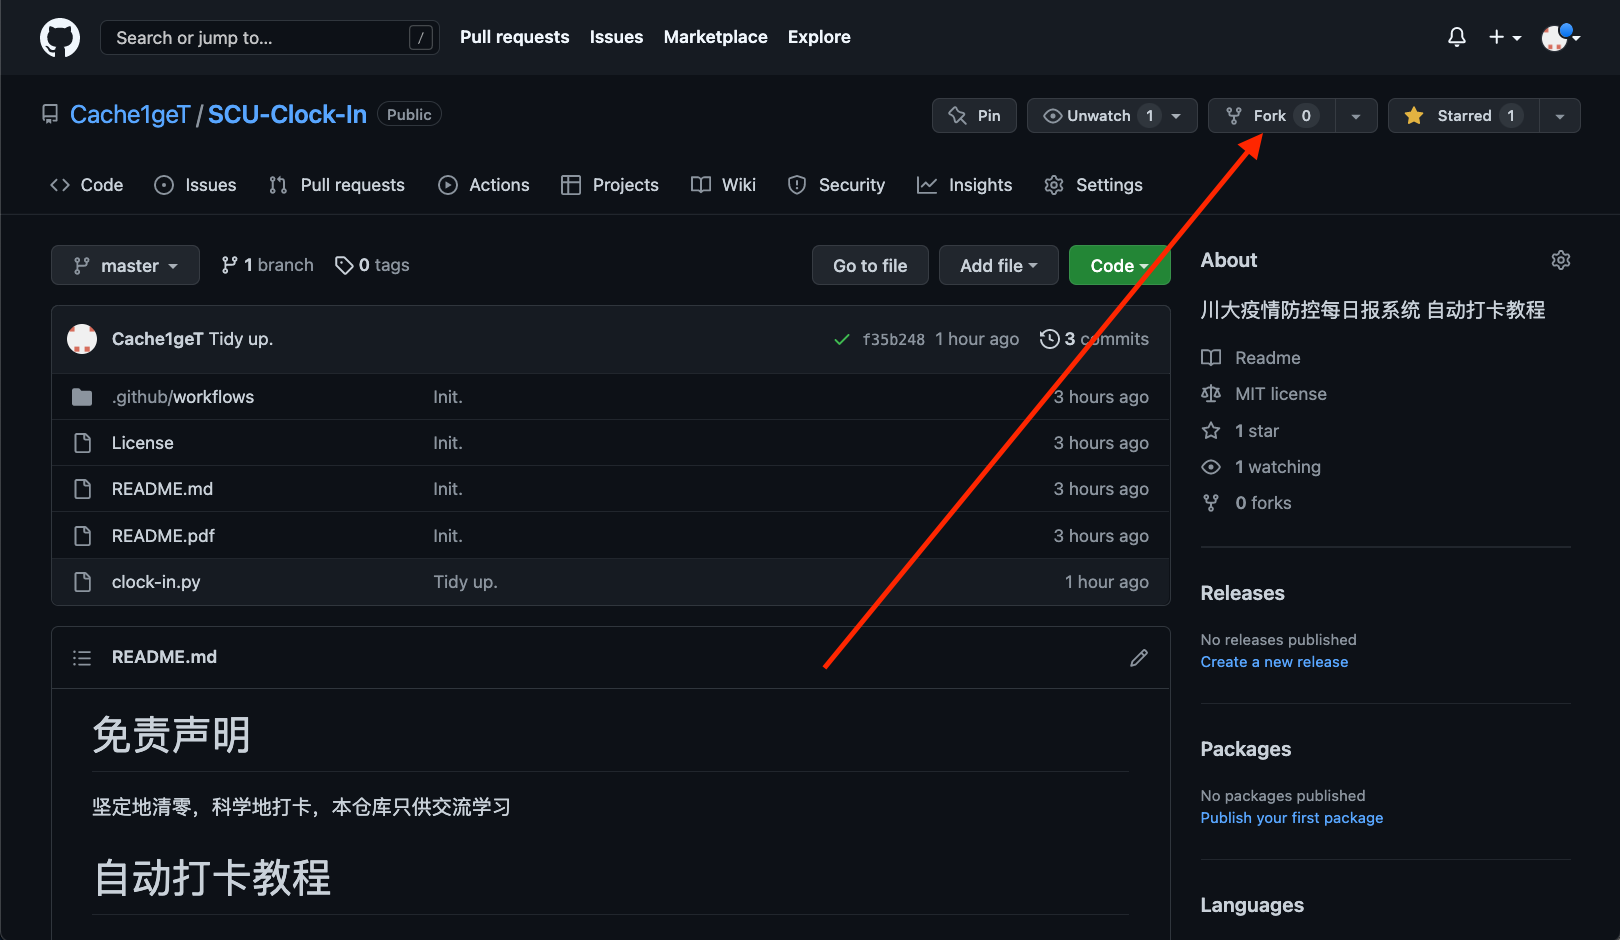 Search or jump to... / Pull requests Issues Marketplace Explore
Cache1geT / SCU-Clock-In Public Pin Unwatch 1 Fork 0 Starred 1
Code Issues Pull requests Actions Projects Wiki Security Insights Settings
master 1 branch 0 tags Go to file Add file Code
Cache1geT Tidy up. f35b248 1 hour ago 3 commits
.github/workflows Init. 3 hours ago
License Init. 3 hours ago
README.md Init. 3 hours ago
README.pdf Init. 3 hours ago
clock-in.py Tidy up. 1 hour ago
README.md
免责声明
坚定地清零，科学地打卡，本仓库只供交流学习
自动打卡教程
About
川大疫情防控每日报系统 自动打卡教程
Readme
MIT license
1 star
1 watching
0 forks
Releases
No releases published
Create a new release
Packages
No packages published
Publish your first package
Languages